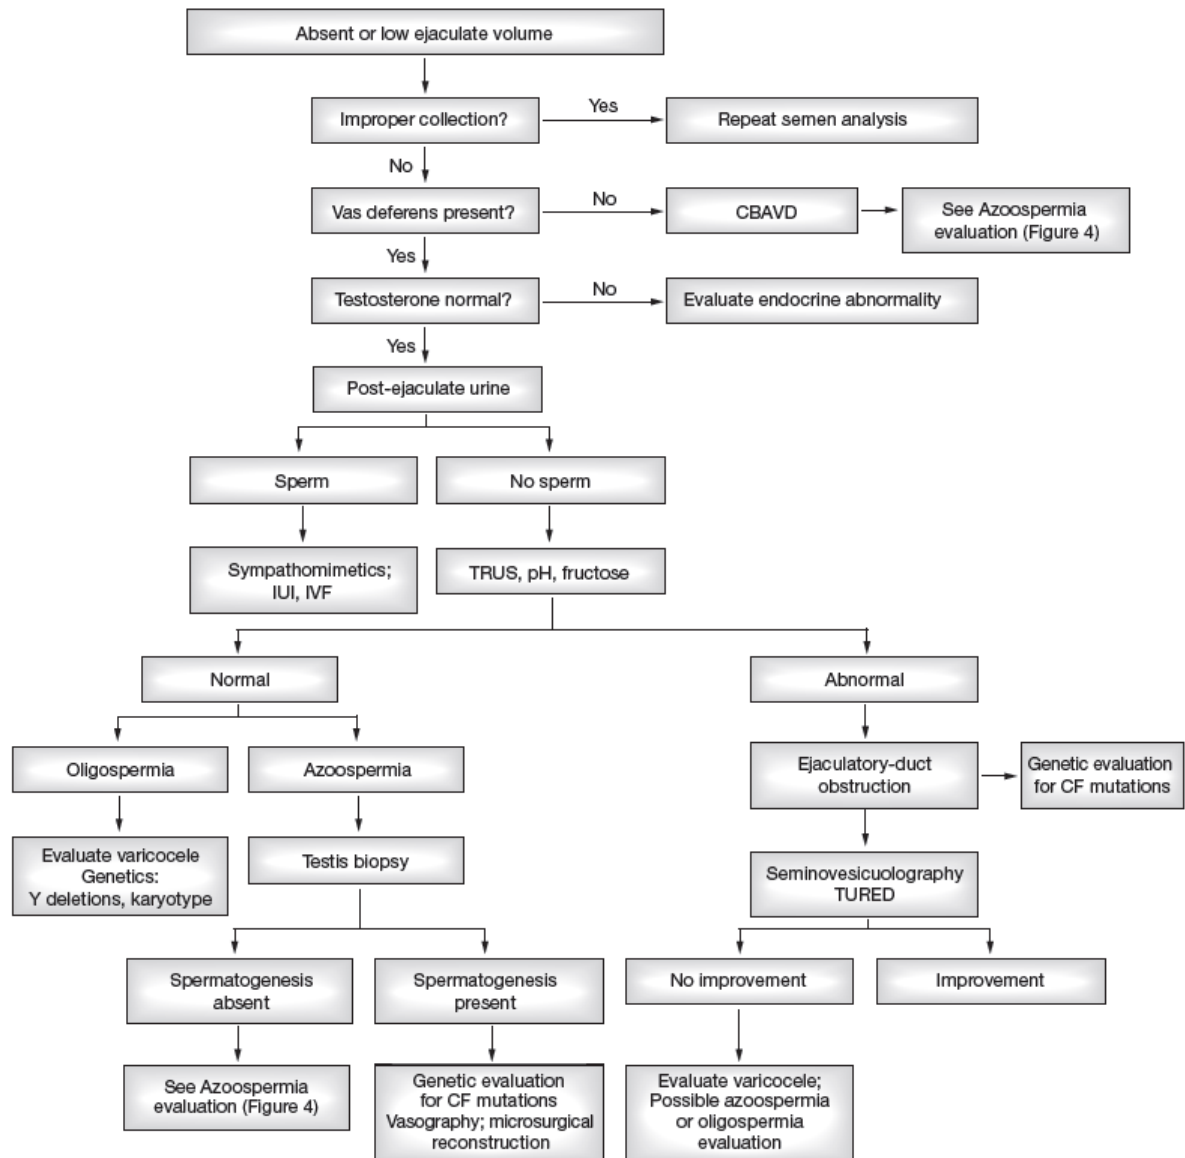 Absent or low ejaculate volume
Improper collection?
Yes
Repeat semen analysis
No
Vas deferens present?
No
CBAVD
See Azoospermia
evaluation (Figure 4)
Yes
Testosterone normal?
No
Evaluate endocrine abnormality
Yes
Post-ejaculate urine
Sperm
No sperm
Sympathomimetics;
IUI, IVF
TRUS, pH, fructose
Normal
Abnormal
Oligospermia
Azoospermia
Ejaculatory-duct
obstruction
Genetic evaluation
for CF mutations
Evaluate varicocele
Genetics:
Y deletions, karyotype
Testis biopsy
Seminovesicuolography
TURED
Spermatogenesis
absent
Spermatogenesis
present
No improvement
Improvement
See Azoospermia
evaluation (Figure 4)
Genetic evaluation
for CF mutations
Vasography; microsurgical
reconstruction
Evaluate varicocele;
Possible azoospermia
or oligospermia
evaluation